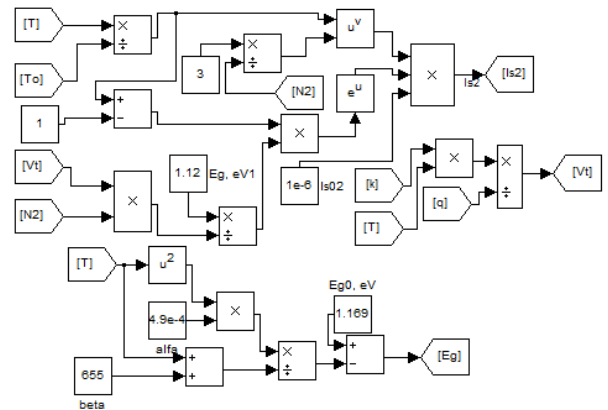 [T]
×
÷
[To]
3
×
÷
u^v
[N2]
e^u
×
Is2
[Is2]
1
+
−
×
[Vt]
1.12
Eg, eV1
1e-6
Is02
[k]
×
×
÷
[Vt]
[N2]
×
×
÷
[q]
[T]
[T]
u^2
Eg0, eV
4.9e-4
×
1.169
alfa
+
+
×
÷
+
−
[Eg]
655
beta